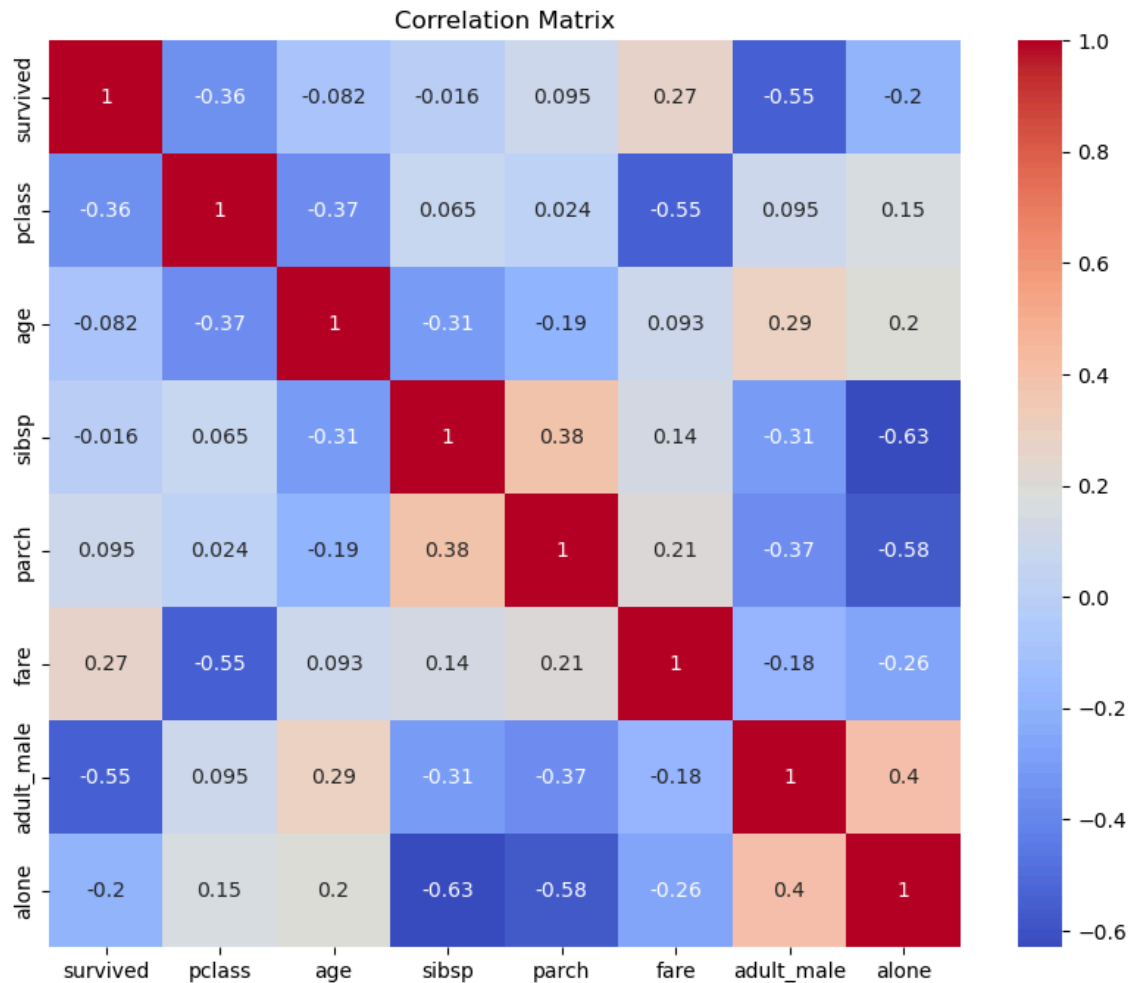 Correlation Matrix
survived 1 -0.36 -0.082 -0.016 0.095 0.27 -0.55 -0.2
pclass -0.36 1 -0.37 0.065 0.024 -0.55 0.095 0.15
age -0.082 -0.37 1 -0.31 -0.19 0.093 0.29 0.2
sibsp -0.016 0.065 -0.31 1 0.38 0.14 -0.31 -0.63
parch 0.095 0.024 -0.19 0.38 1 0.21 -0.37 -0.58
fare 0.27 -0.55 0.093 0.14 0.21 1 -0.18 -0.26
adult_male -0.55 0.095 0.29 -0.31 -0.37 -0.18 1 0.4
alone -0.2 0.15 0.2 -0.63 -0.58 -0.26 0.4 1
survived pclass age sibsp parch fare adult_male alone
1.0
0.8
0.6
0.4
0.2
0.0
−0.2
−0.4
−0.6